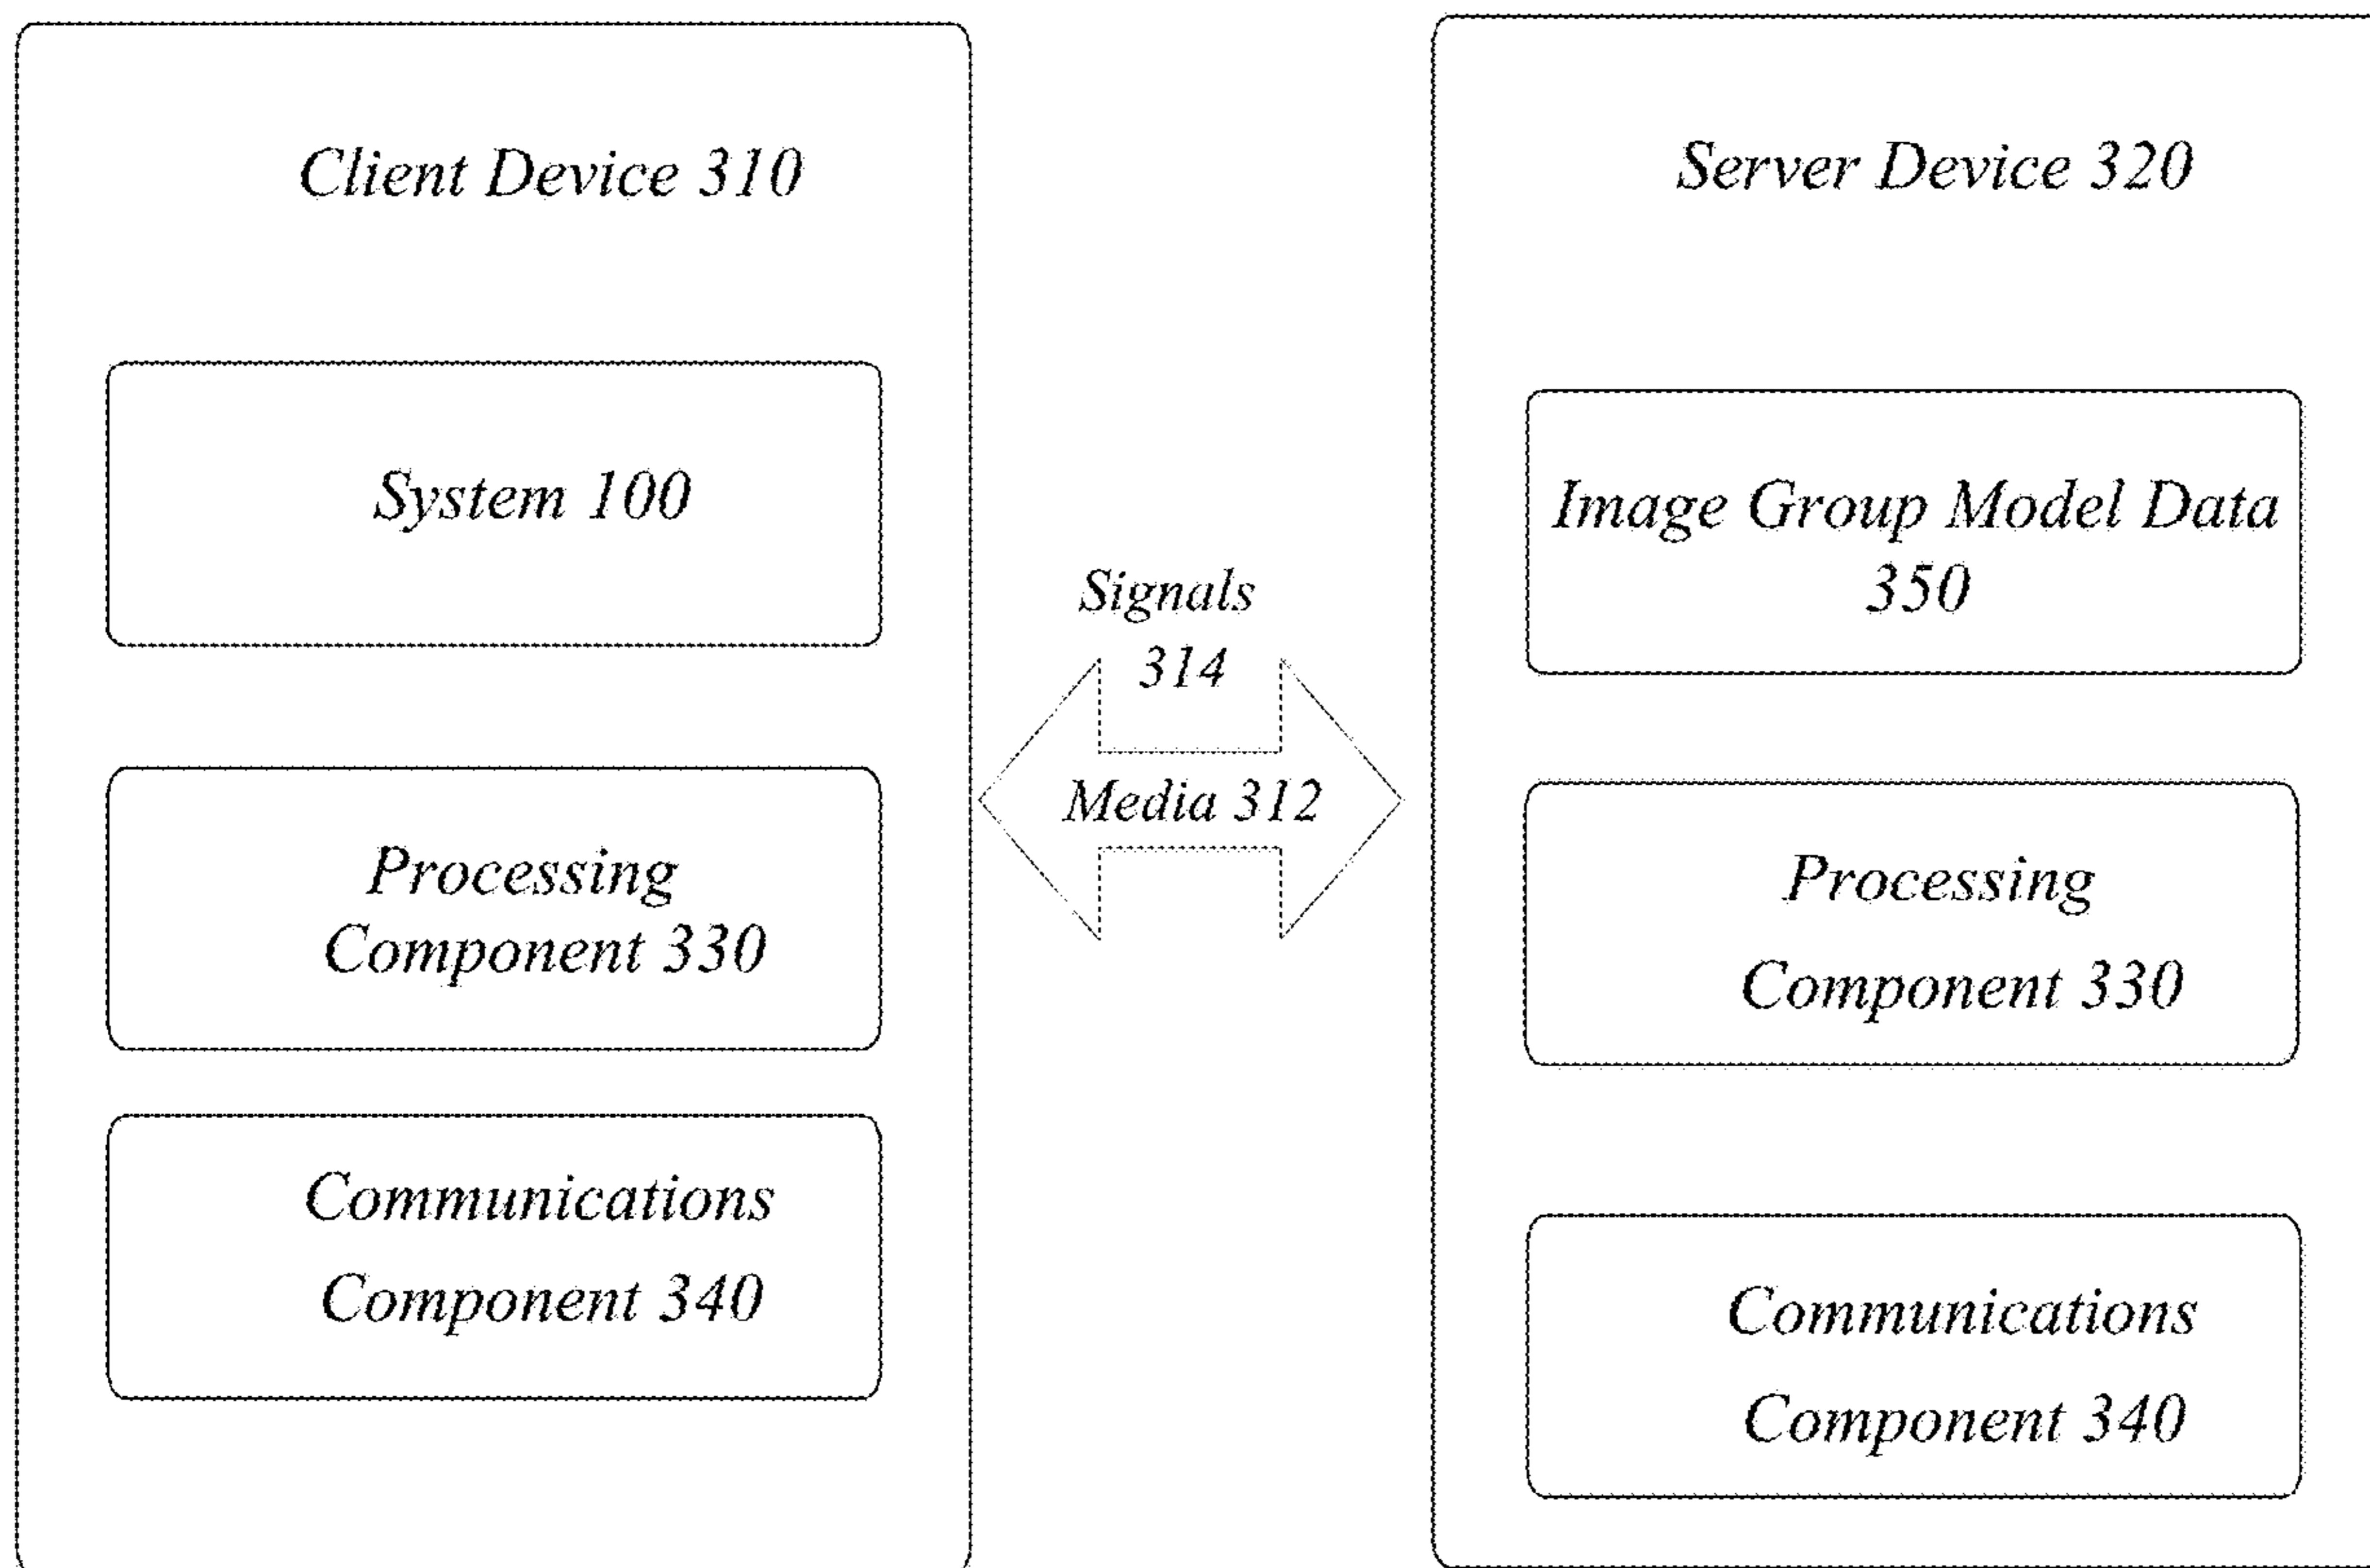 Client Device 310
System 100
Processing
Component 330
Communications
Component 340
Signals
314
Media 312
Server Device 320
Image Group Model Data
350
Processing
Component 330
Communications
Component 340